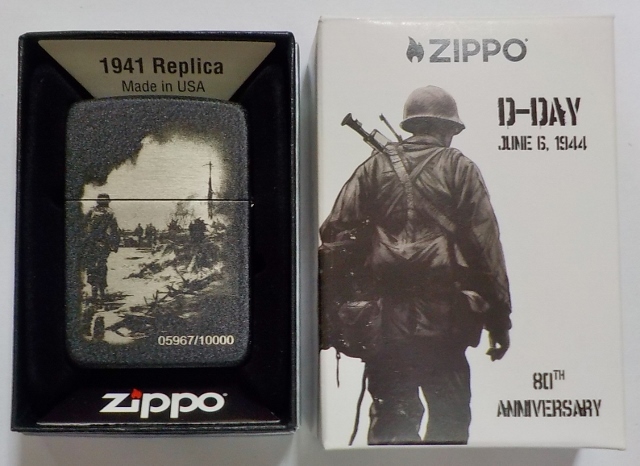 1941 Replica
Made in USA
05967/10000
zippo
ZIPPO
D-DAY
JUNE 6, 1944
80TH
ANNIVERSARY